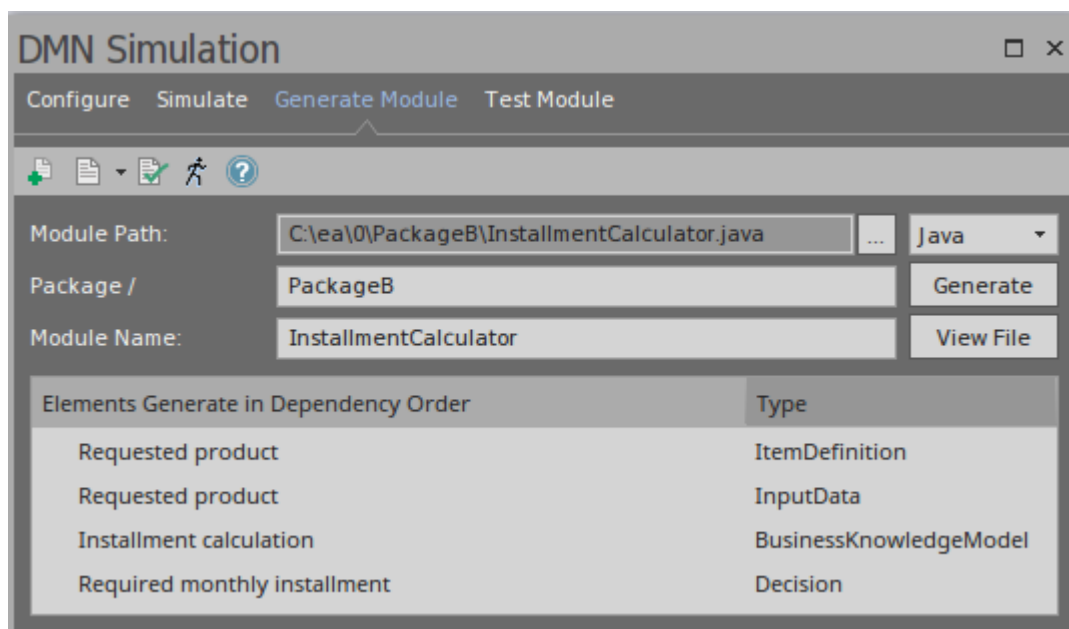 DMN Simulation
Configure Simulate Generate Module Test Module
Module Path: C:\ea\0\PackageB\InstallmentCalculator.java ... Java
Package / PackageB Generate
Module Name: InstallmentCalculator View File
Elements Generate in Dependency Order Type
Requested product ItemDefinition
Requested product InputData
Installment calculation BusinessKnowledgeModel
Required monthly installment Decision